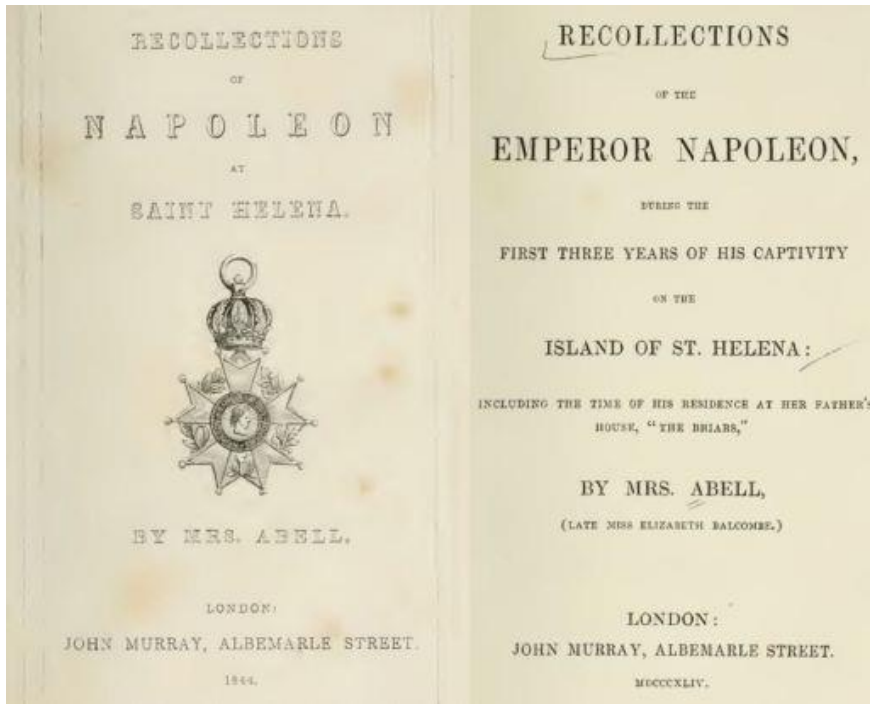 RECOLLECTIONS
OF
NAPOLEON
AT
SAINT HELENA.
BY MRS. ABELL.
LONDON:
JOHN MURRAY, ALBEMARLE STREET.
1844.
RECOLLECTIONS
OF THE
EMPEROR NAPOLEON,
DURING THE
FIRST THREE YEARS OF HIS CAPTIVITY
ON THE
ISLAND OF ST. HELENA:
INCLUDING THE TIME OF HIS RESIDENCE AT HER FATHER'S
HOUSE, "THE BRIARS,"
BY MRS. ABELL,
(LATE MISS ELIZABETH BALCOMBE.)
LONDON:
JOHN MURRAY, ALBEMARLE STREET.
MDCCCXLIV.